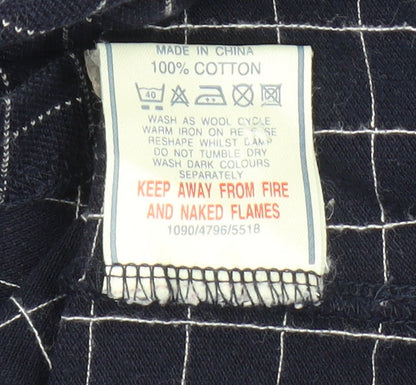 MADE IN CHINA
100% COTTON
40
WASH AS WOOL CYCLE
WARM IRON ON REVERSE
RESHAPE WHILST DAMP
DO NOT TUMBLE DRY
WASH DARK COLOURS
SEPARATELY
KEEP AWAY FROM FIRE
AND NAKED FLAMES
1090/4796/5518